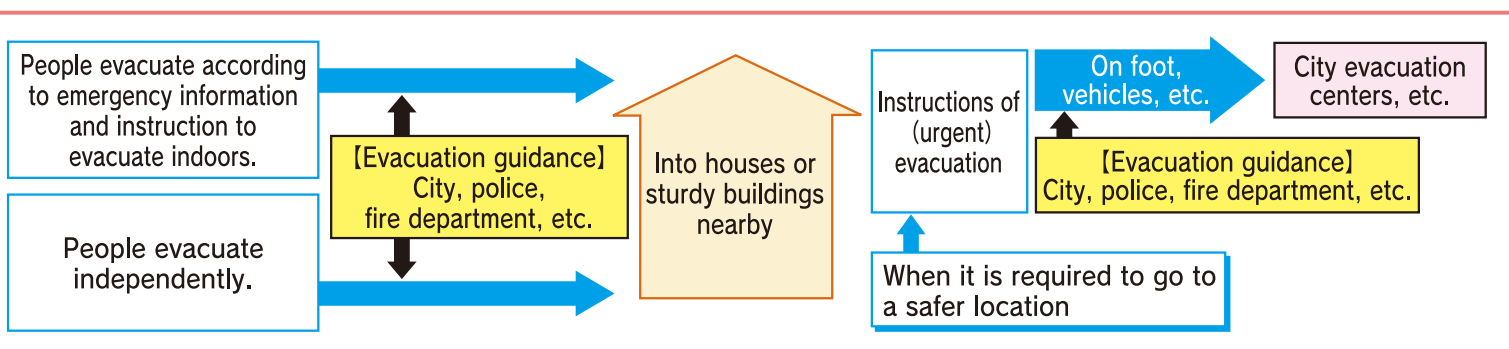 People evacuate according
to emergency information
and instruction to
evacuate indoors.
People evacuate
independently.
【Evacuation guidance】
City, police,
fire department, etc.
Into houses or
sturdy buildings
nearby
Instructions of
(urgent)
evacuation
When it is required to go to
a safer location
On foot,
vehicles, etc.
【Evacuation guidance】
City, police, fire department, etc.
City evacuation
centers, etc.